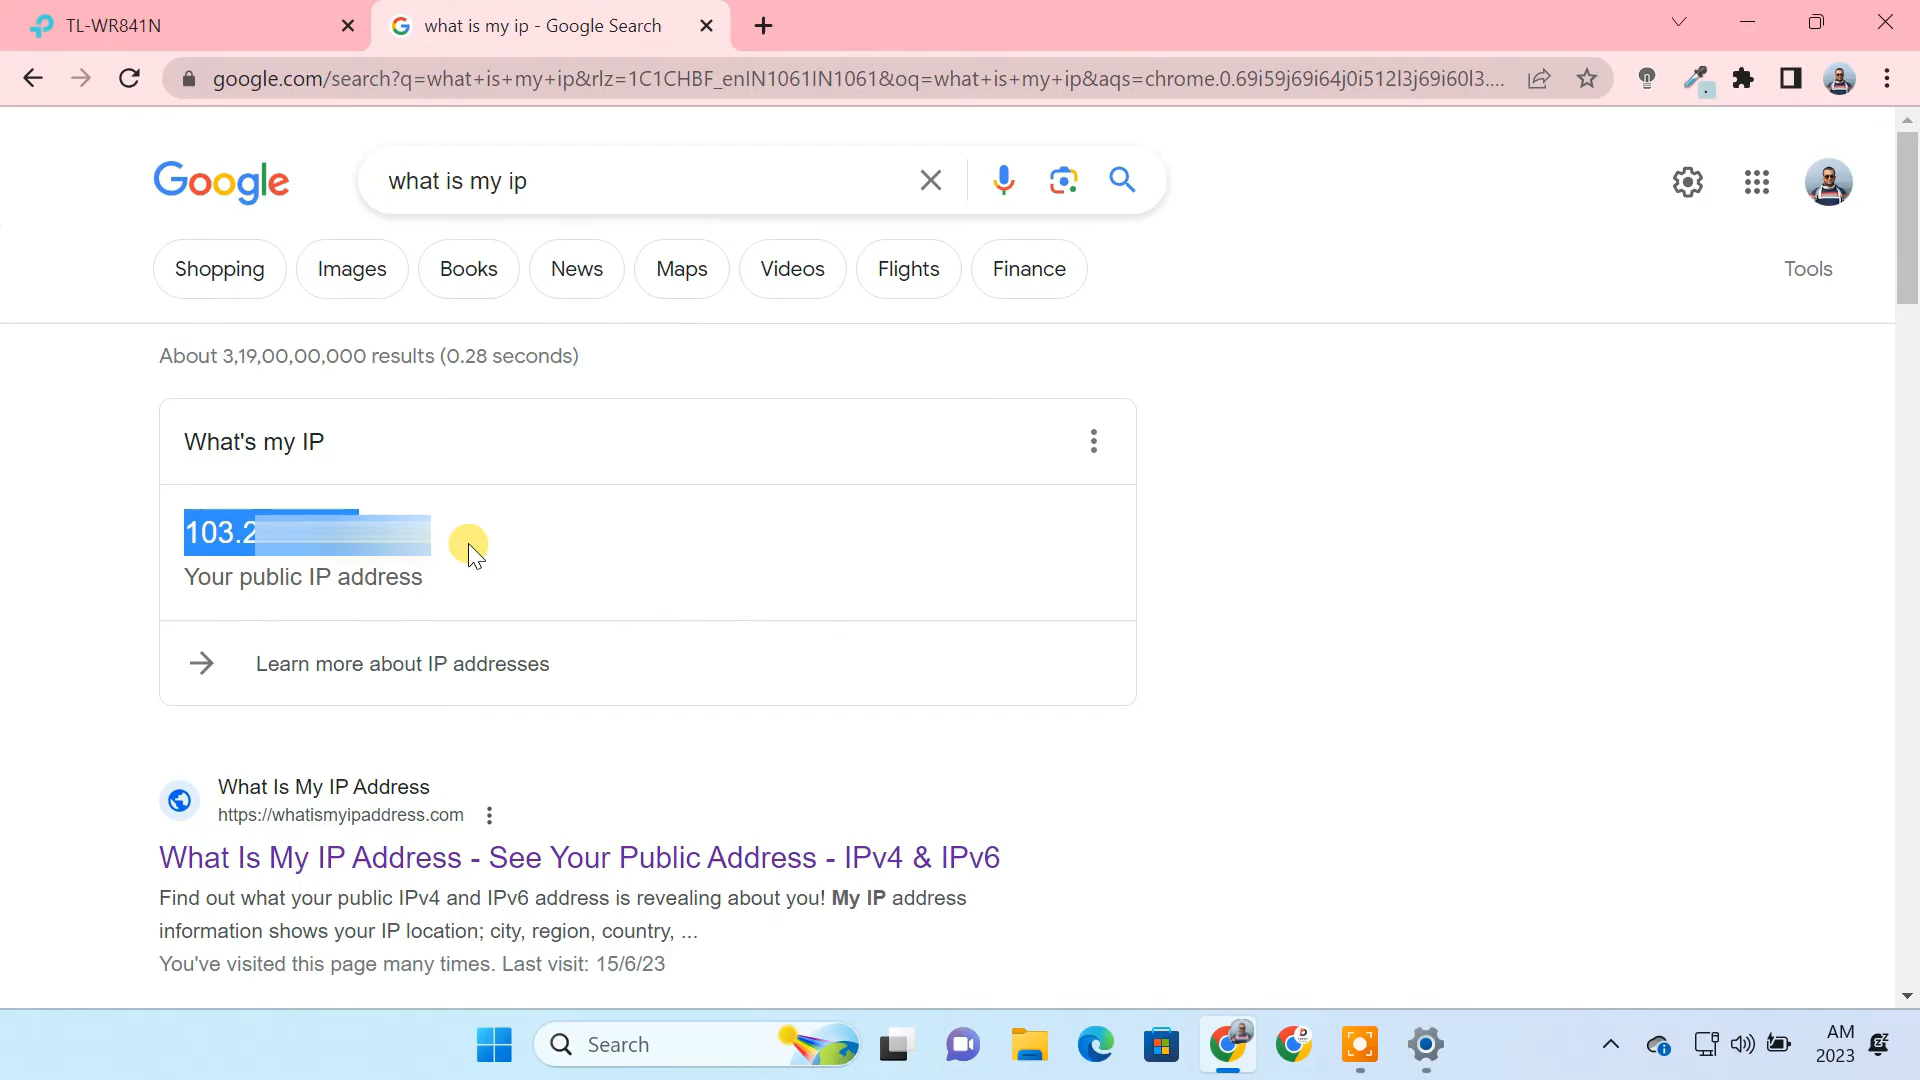 TL-WR841N
what is my ip - Google Search
google.com/search?q=what+is+my+ip&rlz=1C1CHBF_enIN1061IN1061&oq=what+is+my+ip&aqs=chrome.0.69i59j69i64j0i512l3j69i60l3....
Google
what is my ip
Shopping
Images
Books
News
Maps
Videos
Flights
Finance
Tools
About 3,19,00,00,000 results (0.28 seconds)
What's my IP
103.2
Your public IP address
Learn more about IP addresses
What Is My IP Address
https://whatismyipaddress.com
What Is My IP Address - See Your Public Address - IPv4 & IPv6
Find out what your public IPv4 and IPv6 address is revealing about you! My IP address
information shows your IP location; city, region, country, ...
You've visited this page many times. Last visit: 15/6/23
Search
AM
2023